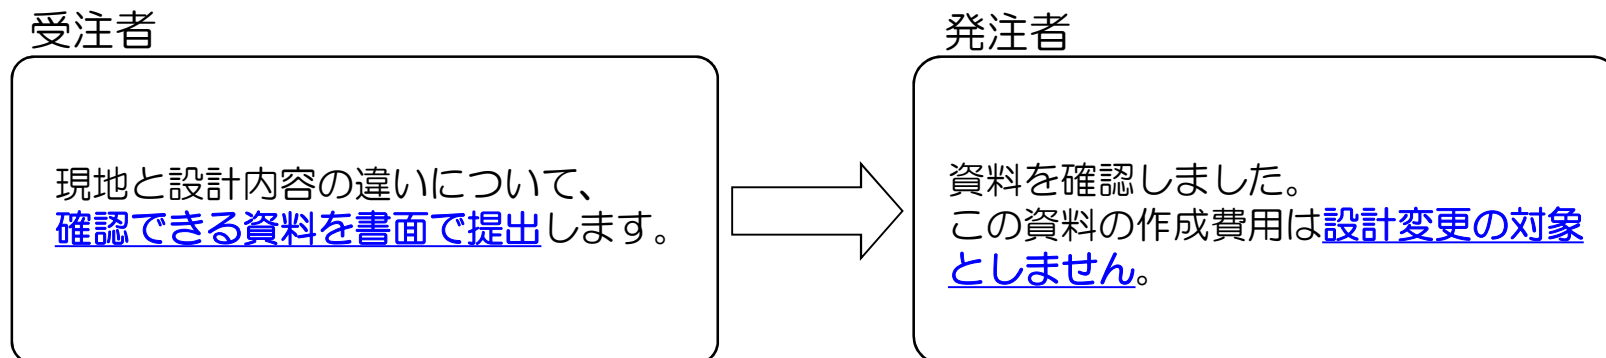 受注者
現地と設計内容の違いについて、
確認できる資料を書面で提出します。
発注者
資料を確認しました。
この資料の作成費用は設計変更の対象
としません。